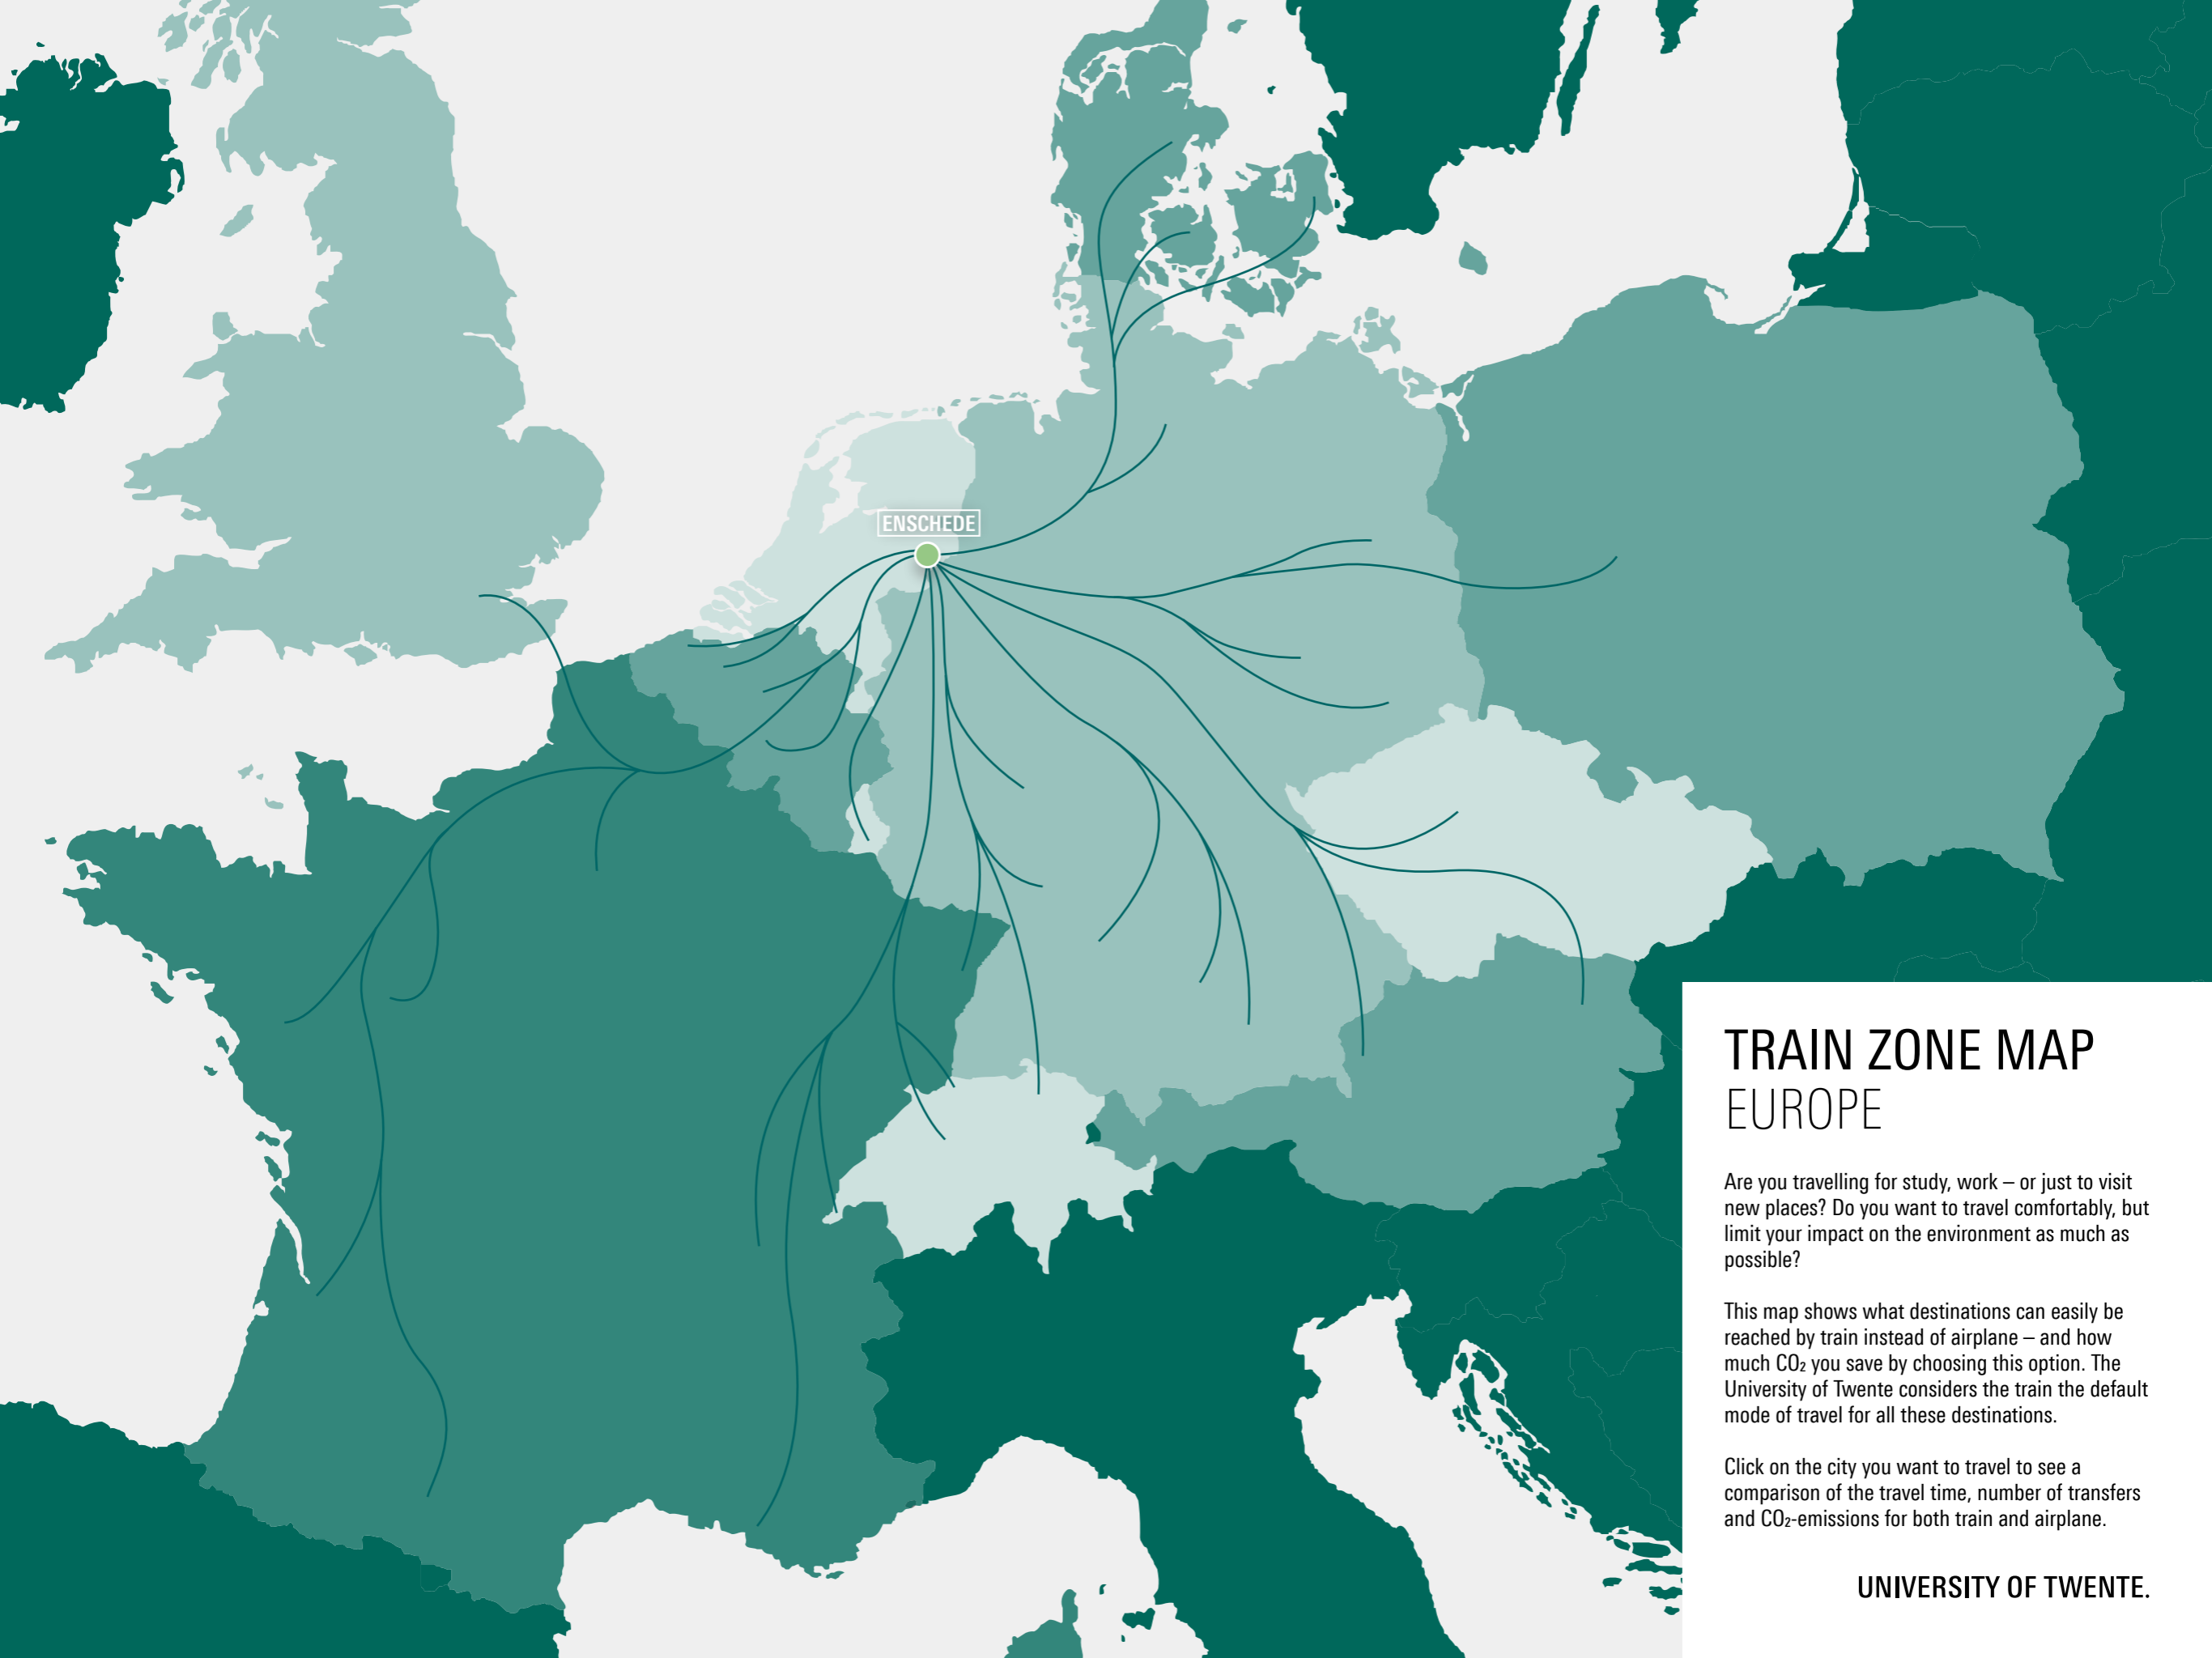 ENSCHEDE
TRAIN ZONE MAP
EUROPE
Are you travelling for study, work – or just to visit
new places? Do you want to travel comfortably, but
limit your impact on the environment as much as
possible?
This map shows what destinations can easily be
reached by train instead of airplane – and how
much CO₂ you save by choosing this option. The
University of Twente considers the train the default
mode of travel for all these destinations.
Click on the city you want to travel to see a
comparison of the travel time, number of transfers
and CO₂-emissions for both train and airplane.
UNIVERSITY OF TWENTE.